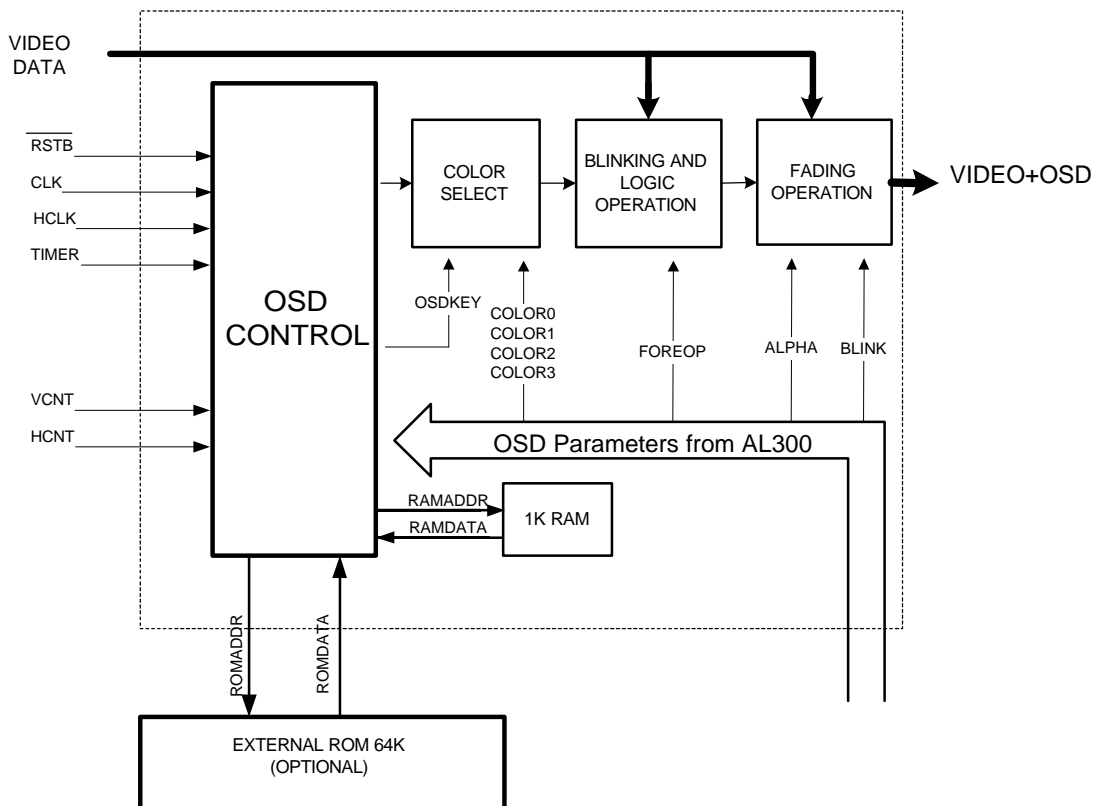 VIDEO
DATA
RSTB
CLK
HCLK
TIMER
VCNT
HCNT
OSD
CONTROL
COLOR
SELECT
BLINKING AND
LOGIC
OPERATION
FADING
OPERATION
VIDEO+OSD
OSDKEY
COLOR0
COLOR1
COLOR2
COLOR3
FOREOP
ALPHA
BLINK
OSD Parameters from AL300
RAMADDR
RAMDATA
1K RAM
ROMADDR
ROMDATA
EXTERNAL ROM 64K
(OPTIONAL)